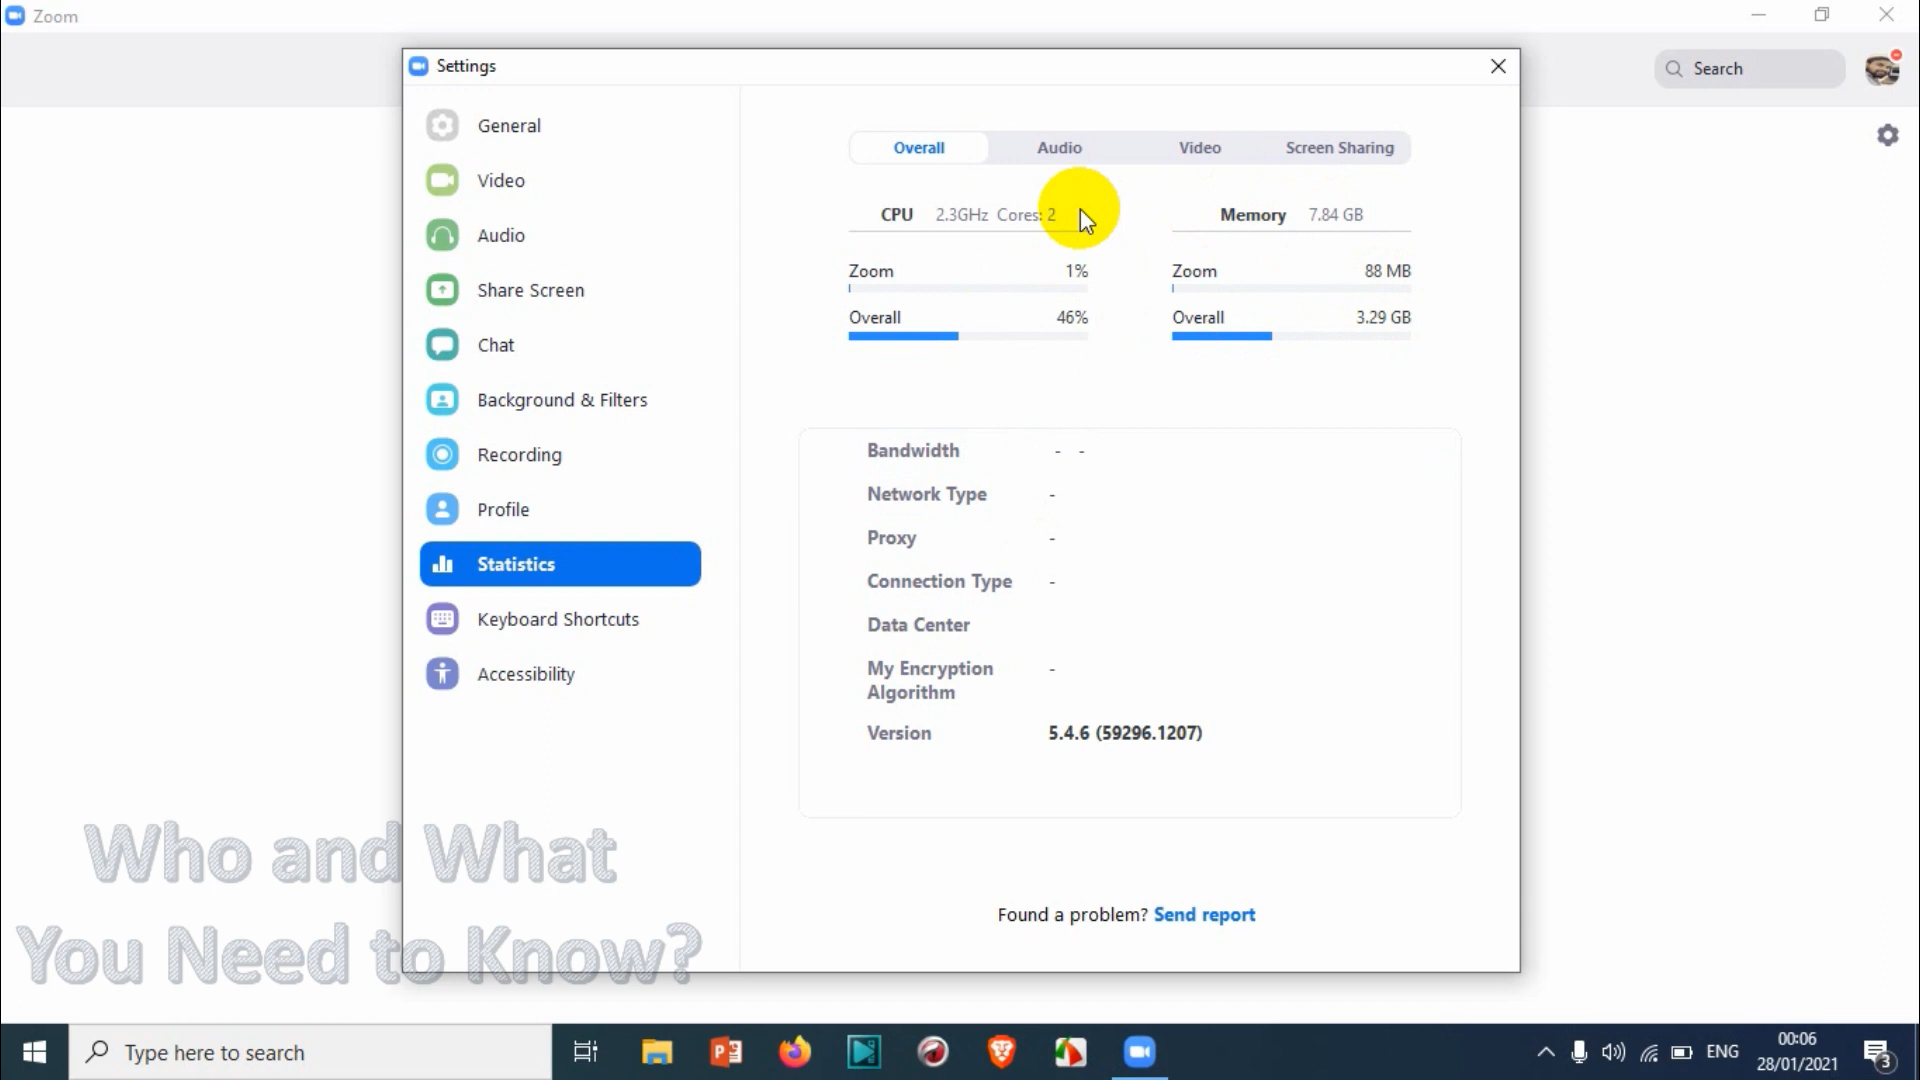 Zoom
Settings
Search
General
Video
Audio
Share Screen
Chat
Background & Filters
Recording
Profile
Statistics
Keyboard Shortcuts
Accessibility
Overall Audio Video Screen Sharing
CPU 2.3GHz Cores: 2
Zoom 1%
Overall 46%
Memory 7.84 GB
Zoom 88 MB
Overall 3.29 GB
Bandwidth - -
Network Type -
Proxy -
Connection Type -
Data Center
My Encryption -
Algorithm
Version 5.4.6 (59296.1207)
Found a problem? Send report
Who and What
You Need to Know?
Type here to search
ENG
00:06
28/01/2021
3